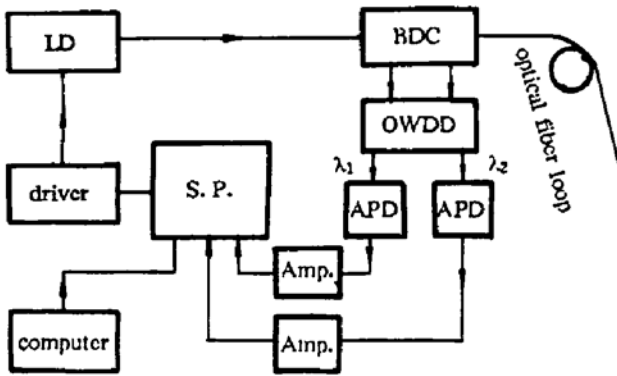 LD
BDC
optical fiber loop
OWDD
λ₁
λ₂
driver
S. P.
APD
APD
Amp.
computer
Amp.